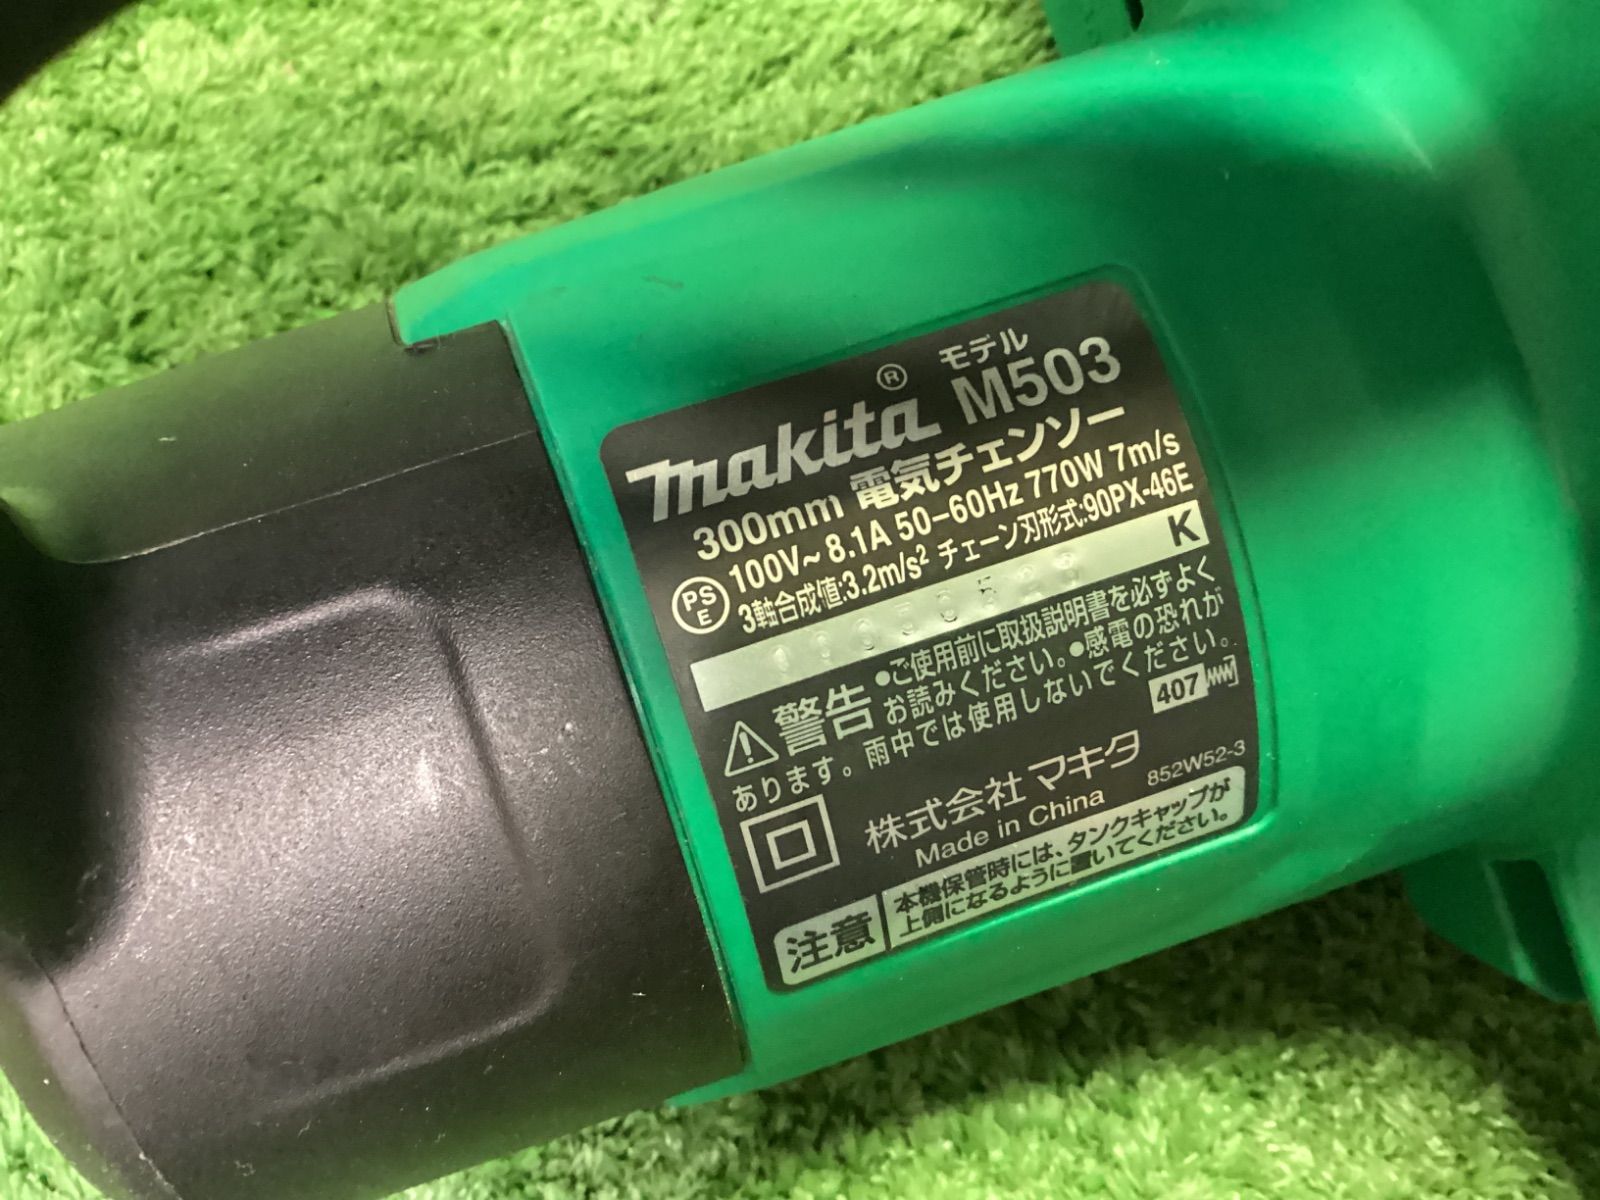 makita® モデル M503
300mm 電気チェンソー
100V～8.1A 50-60Hz 770W 7m/s
PS
E
3軸合成値:3.2m/s² チェーン刃形式:90PX-46E
K
警告 ●ご使用前に取扱説明書を必ずよく
お読みください。●感電の恐れが
あります。雨中では使用しないでください。
407
株式会社マキタ
852W52-3
Made in China
注意
本機保管時には、タンクキャップが
上側になるように置いてください。